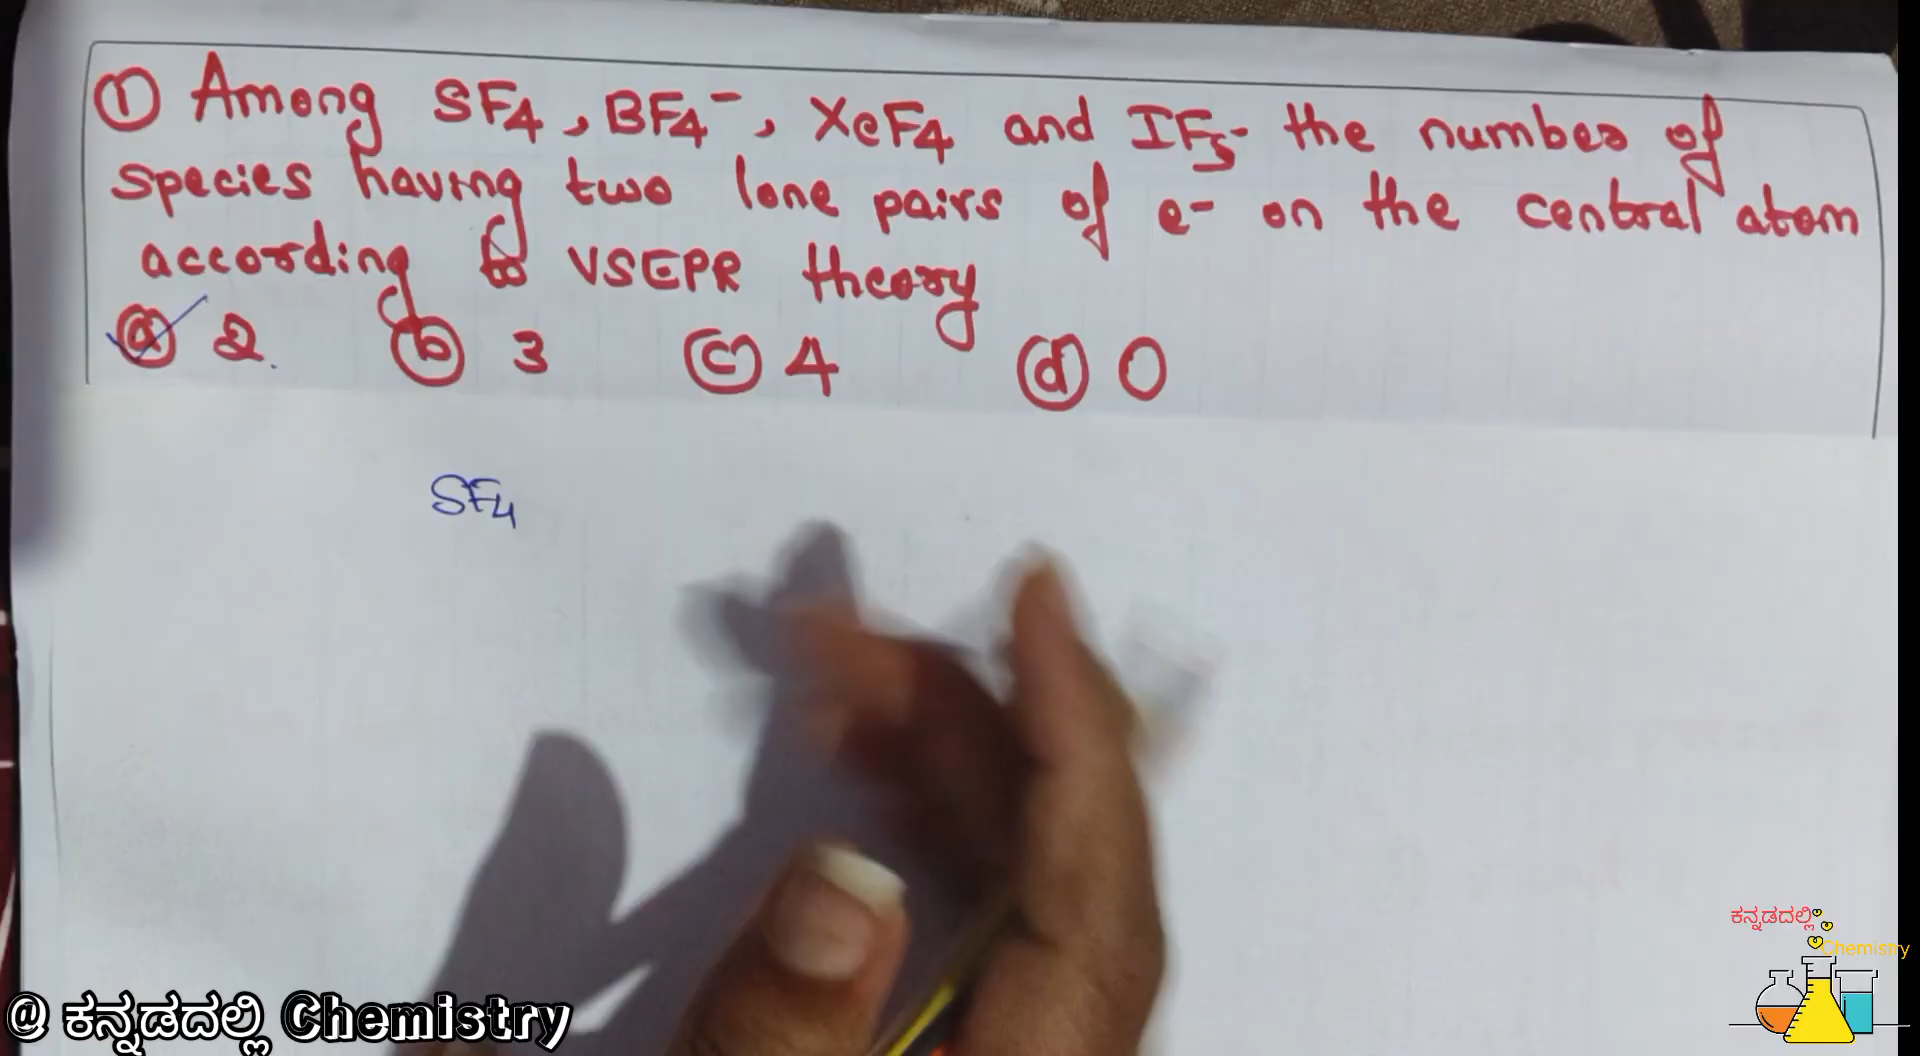 ① Among SF4, BF4⁻, XeF4 and IF5⁻ the number of
species having two lone pairs of e⁻ on the central atom
according to VSEPR theory
ⓐ 2 ⓑ 3 ⓒ 4 ⓓ 0
SF4
ಕನ್ನಡದಲ್ಲಿ
Chemistry
@ ಕನ್ನಡದಲ್ಲಿ Chemistry